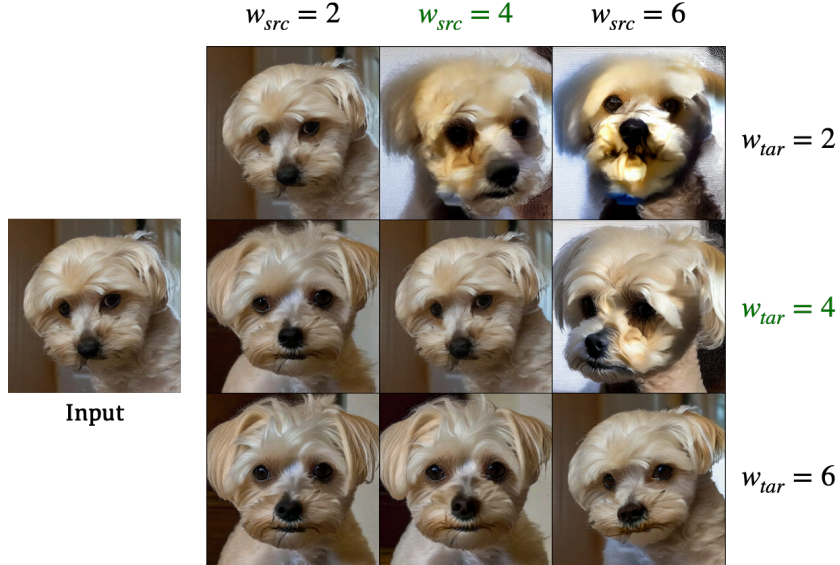 w_src = 2 w_src = 4 w_src = 6
w_tar = 2
w_tar = 4
Input
w_tar = 6